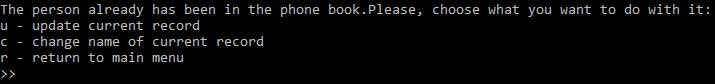 The person already has been in the phone book.Please, choose what you want to do with it:
u - update current record
c - change name of current record
r - return to main menu
>>